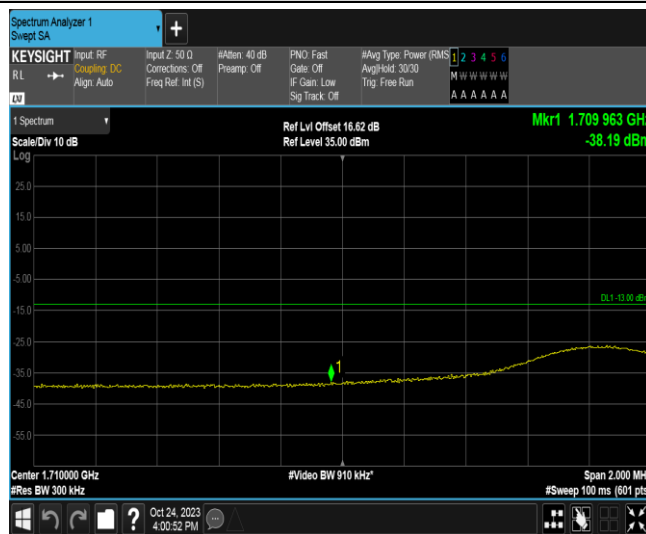 Spectrum Analyzer 1
Swept SA
+
KEYSIGHT
RL
LXI
Input: RF
Coupling: DC
Align: Auto
Input Z: 50 Ω
Corrections: Off
Freq Ref: Int (S)
#Atten: 40 dB
Preamp: Off
PNO: Fast
Gate: Off
IF Gain: Low
Sig Track: Off
#Avg Type: Power (RMS
Avg|Hold: 30/30
Trig: Free Run
1 2 3 4 5 6
M W W W W W
A A A A A A
1 Spectrum
Scale/Div 10 dB
Log
Ref Lvl Offset 16.62 dB
Ref Level 35.00 dBm
Mkr1 1.709 963 GHz
-38.19 dBm
25.0
15.0
5.00
-5.00
-15.0
-25.0
-35.0
-45.0
-55.0
DL1 -13.00 dBm
1
Center 1.710000 GHz
#Res BW 300 kHz
#Video BW 910 kHz*
Span 2.000 MH
#Sweep 100 ms (601 pts
?
Oct 24, 2023
4:00:52 PM